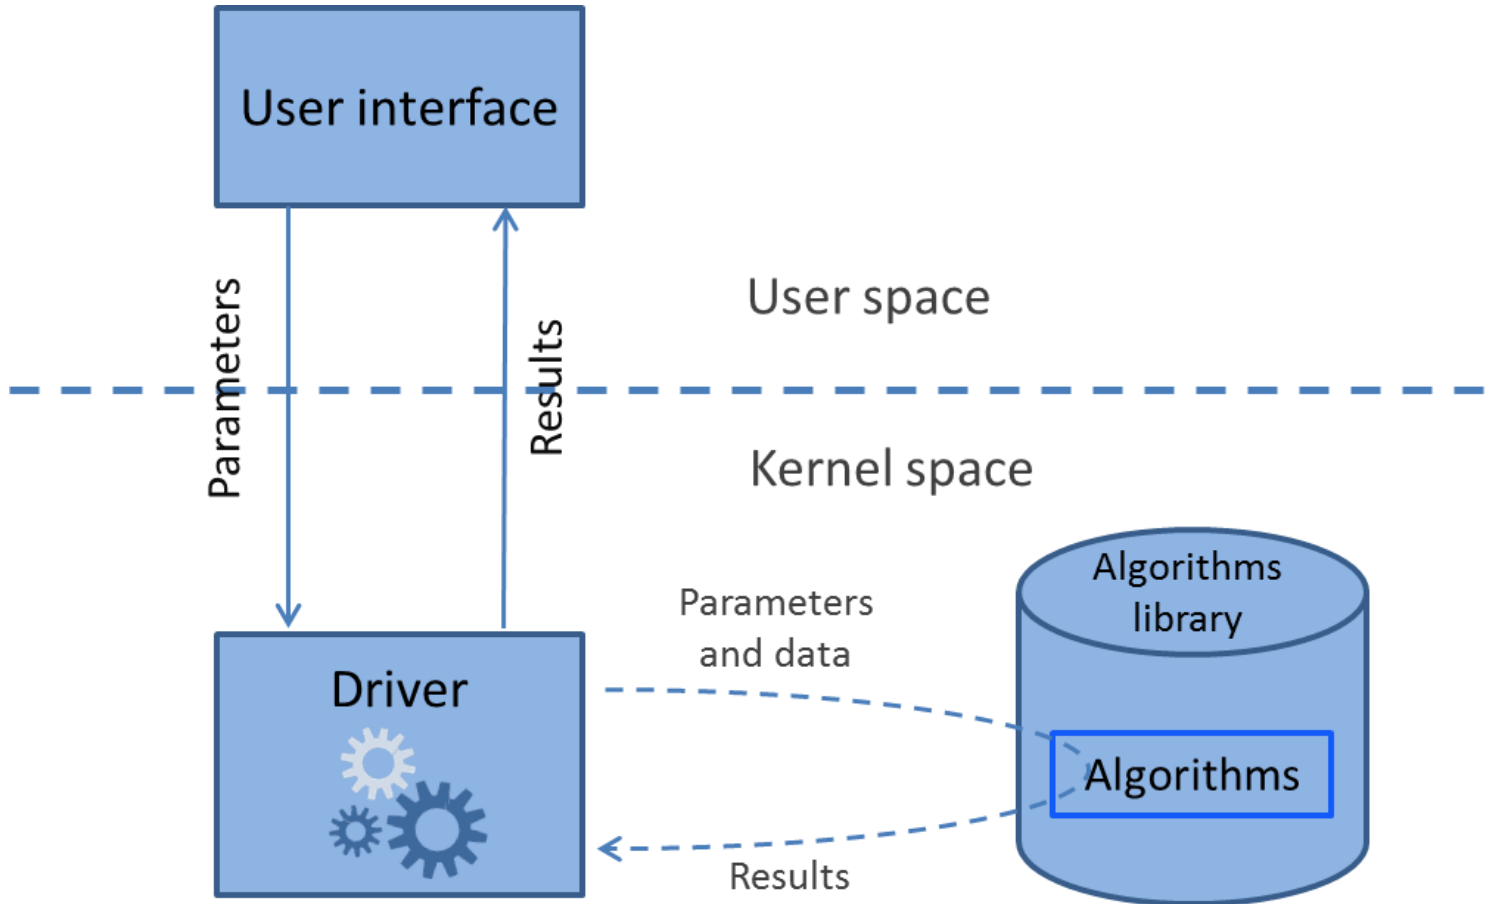 User interface
Parameters
Results
User space
Kernel space
Algorithms
library
Parameters
and data
Driver
Algorithms
Results